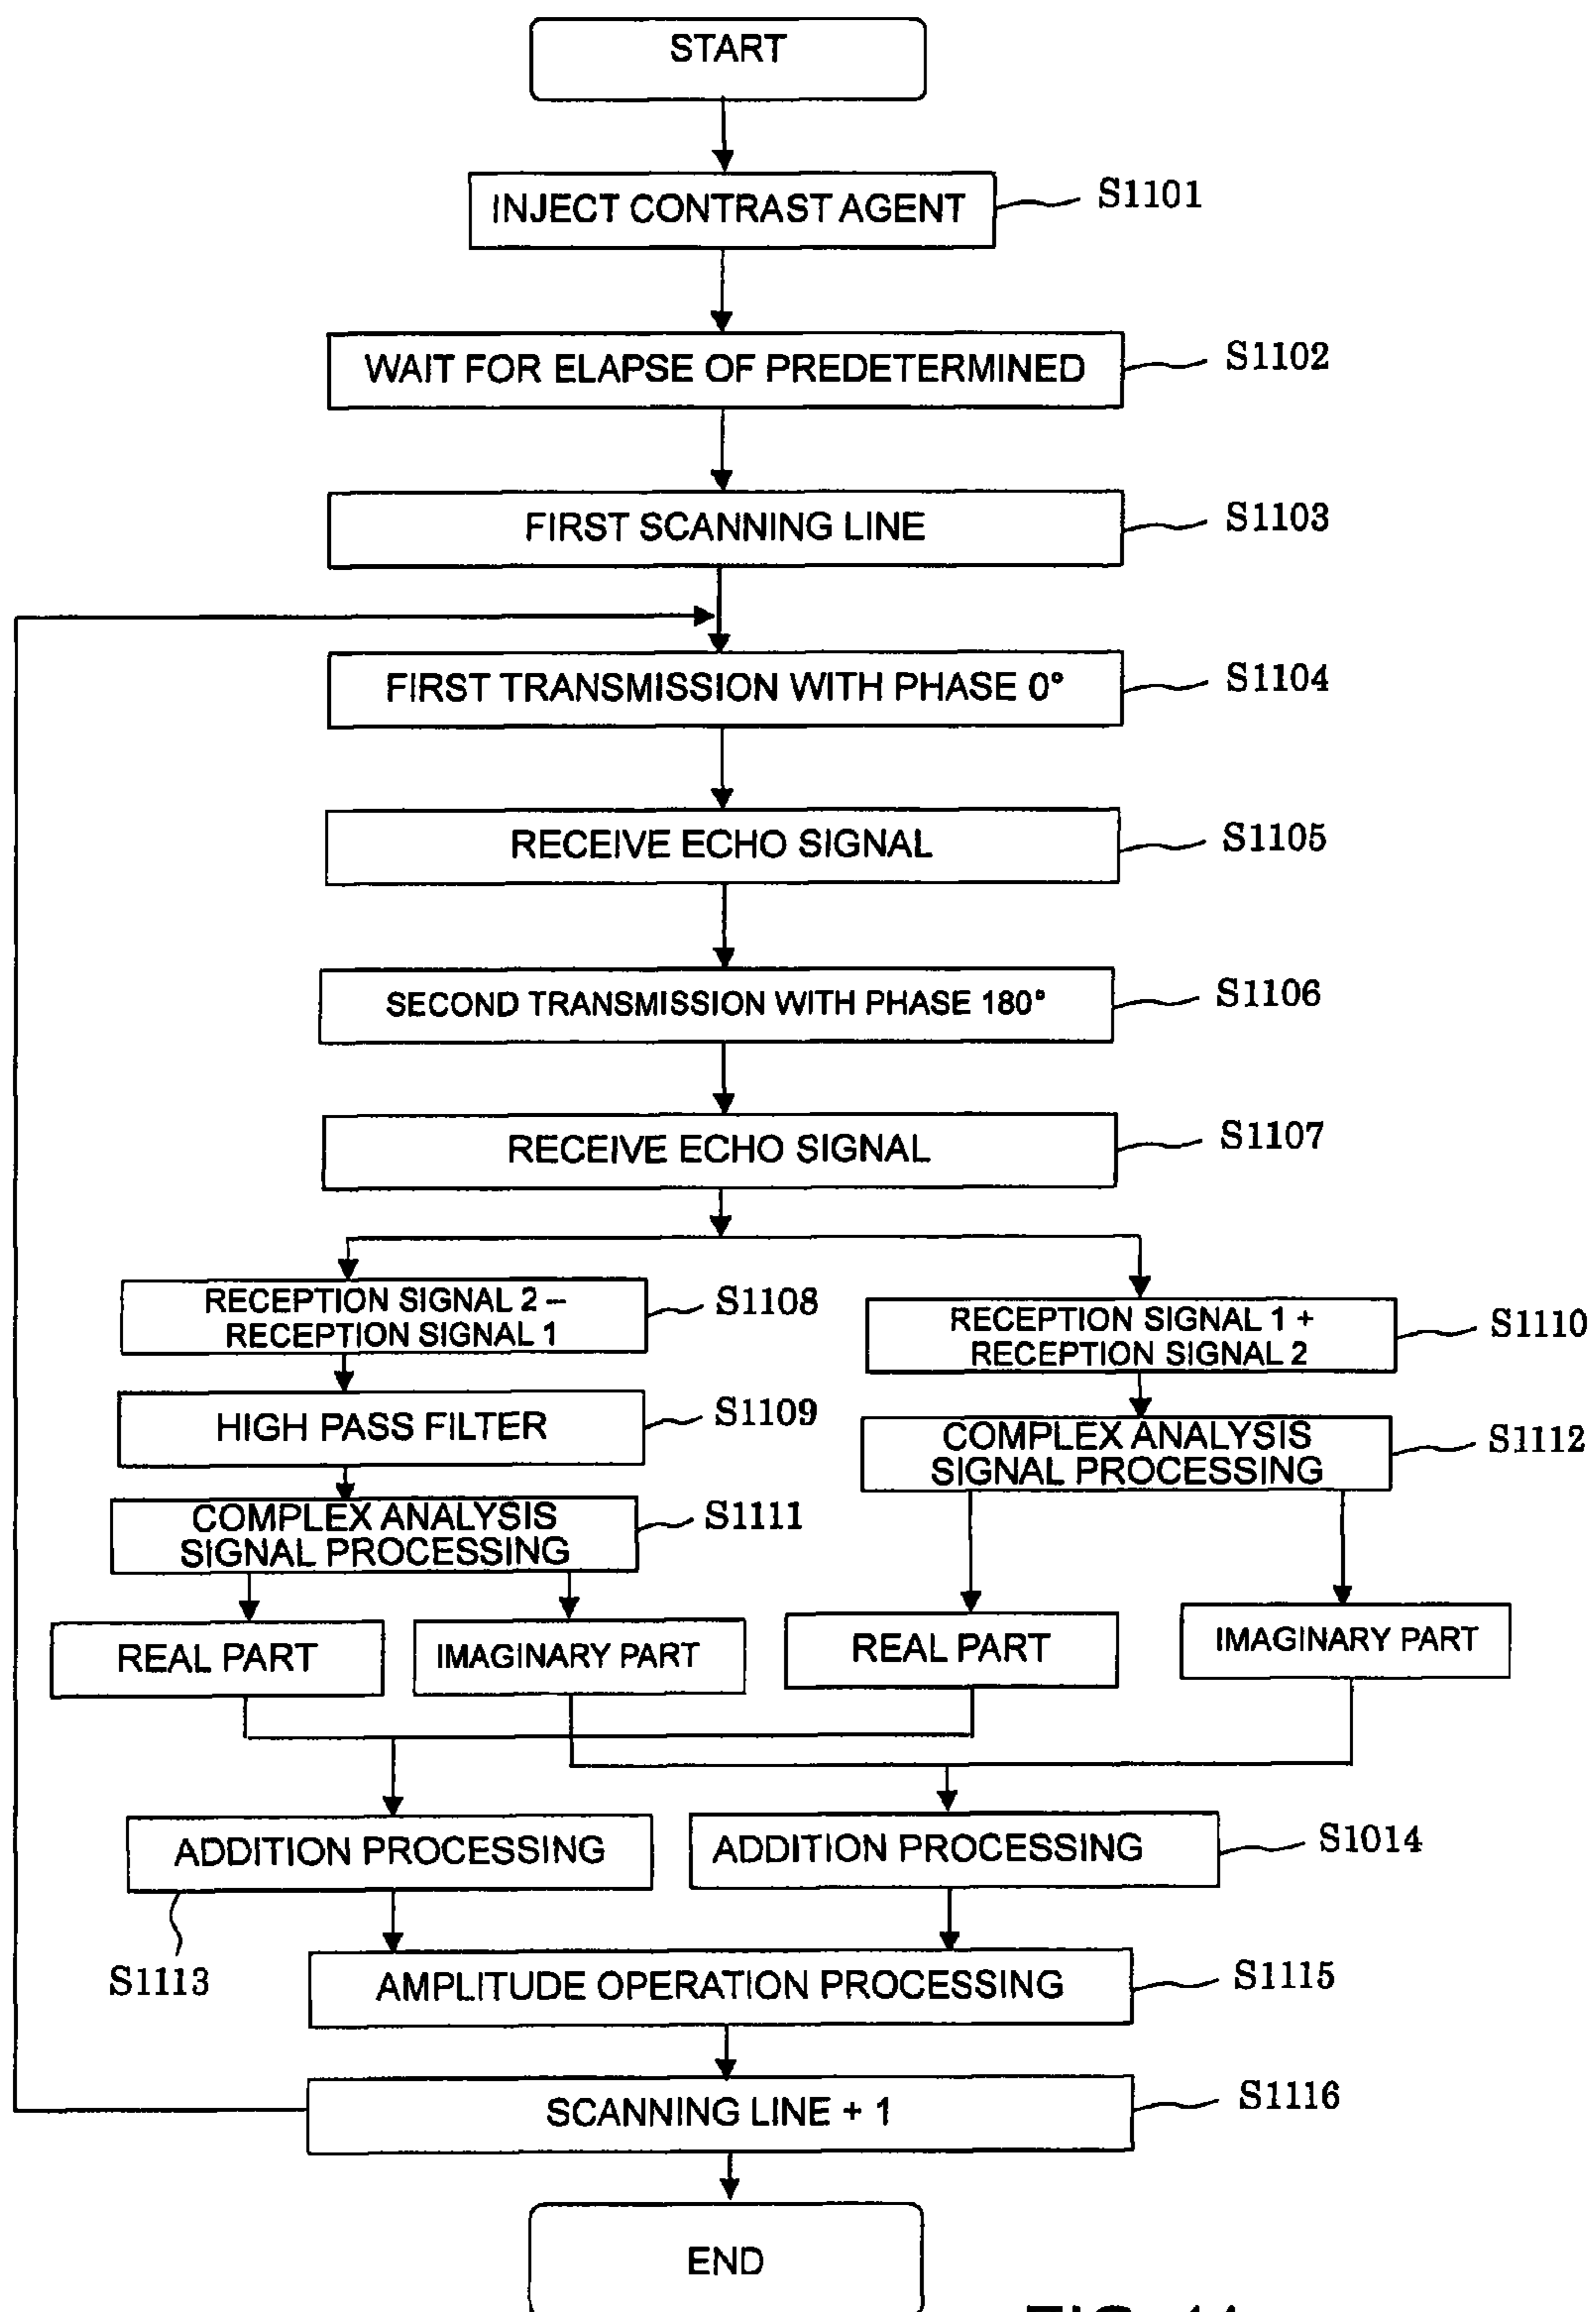 START
INJECT CONTRAST AGENT
S1101
WAIT FOR ELAPSE OF PREDETERMINED
S1102
FIRST SCANNING LINE
S1103
FIRST TRANSMISSION WITH PHASE 0°
S1104
RECEIVE ECHO SIGNAL
S1105
SECOND TRANSMISSION WITH PHASE 180°
S1106
RECEIVE ECHO SIGNAL
S1107
RECEPTION SIGNAL 2 –
RECEPTION SIGNAL 1
S1108
RECEPTION SIGNAL 1 +
RECEPTION SIGNAL 2
S1110
HIGH PASS FILTER
S1109
COMPLEX ANALYSIS
SIGNAL PROCESSING
S1112
COMPLEX ANALYSIS
SIGNAL PROCESSING
S1111
REAL PART
IMAGINARY PART
REAL PART
IMAGINARY PART
ADDITION PROCESSING
S1113
ADDITION PROCESSING
S1014
AMPLITUDE OPERATION PROCESSING
S1115
SCANNING LINE + 1
S1116
END